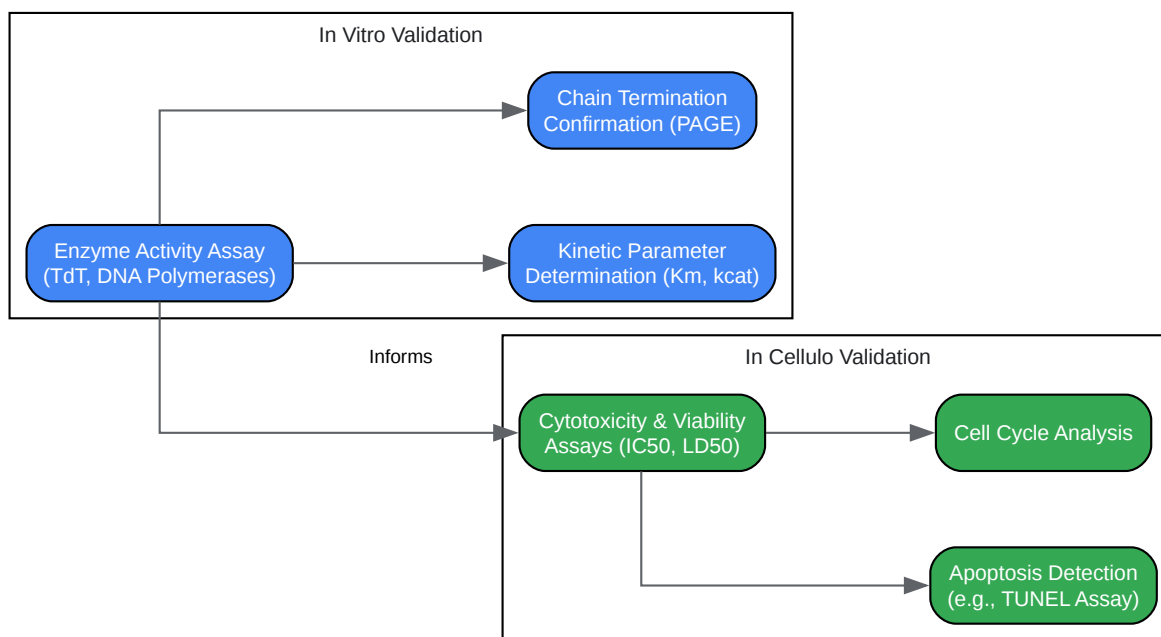 In Vitro Validation
Chain Termination
Confirmation (PAGE)
Enzyme Activity Assay
(TdT, DNA Polymerases)
Kinetic Parameter
Determination (Km, kcat)
Informs
In Cellulo Validation
Cytotoxicity & Viability
Assays (IC50, LD50)
Cell Cycle Analysis
Apoptosis Detection
(e.g., TUNEL Assay)